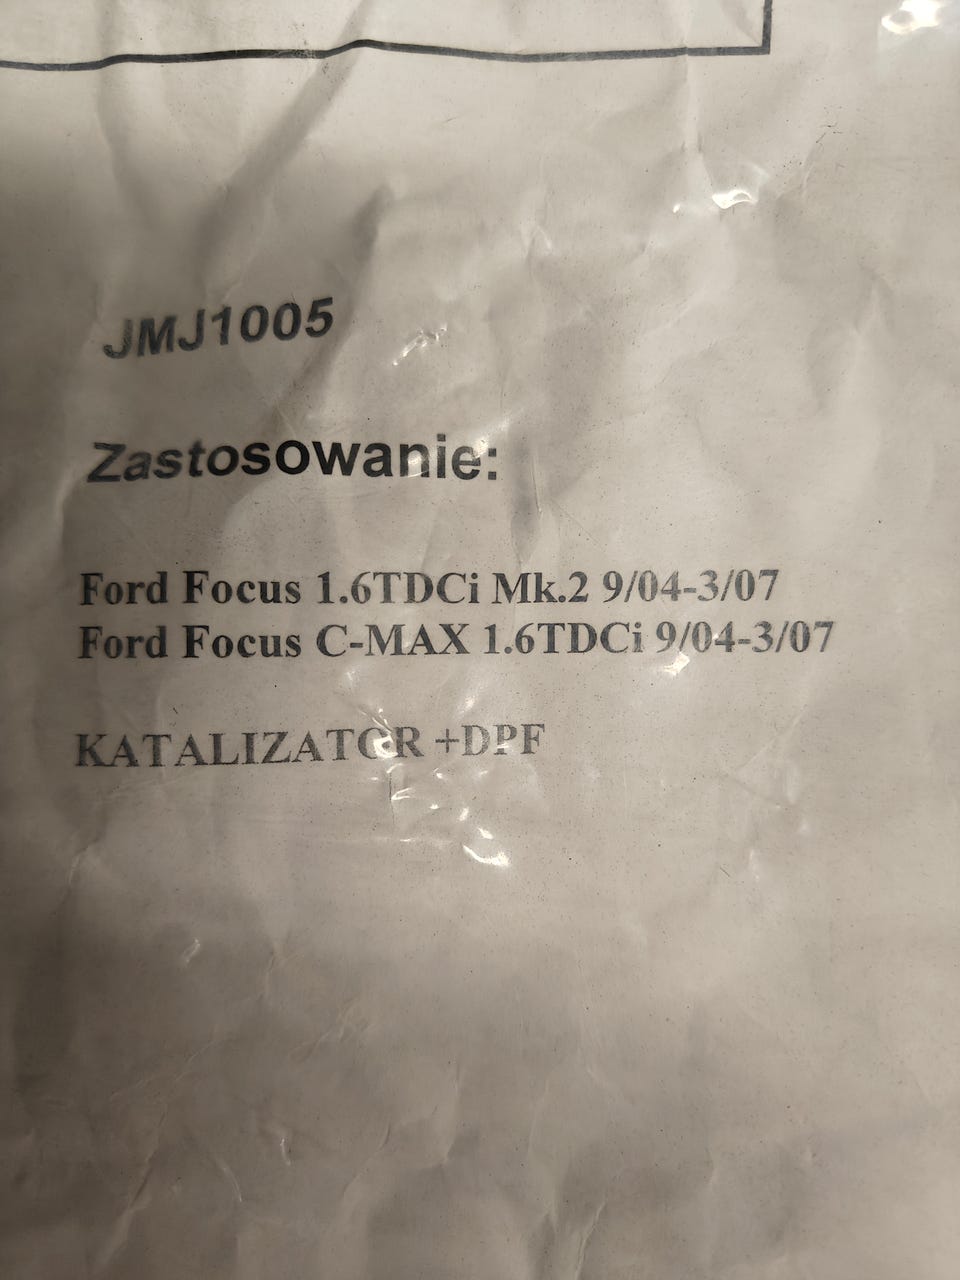 JMJ1005
Zastosowanie:
Ford Focus 1.6TDCi Mk.2 9/04-3/07
Ford Focus C-MAX 1.6TDCi 9/04-3/07
KATALIZATOR +DPF